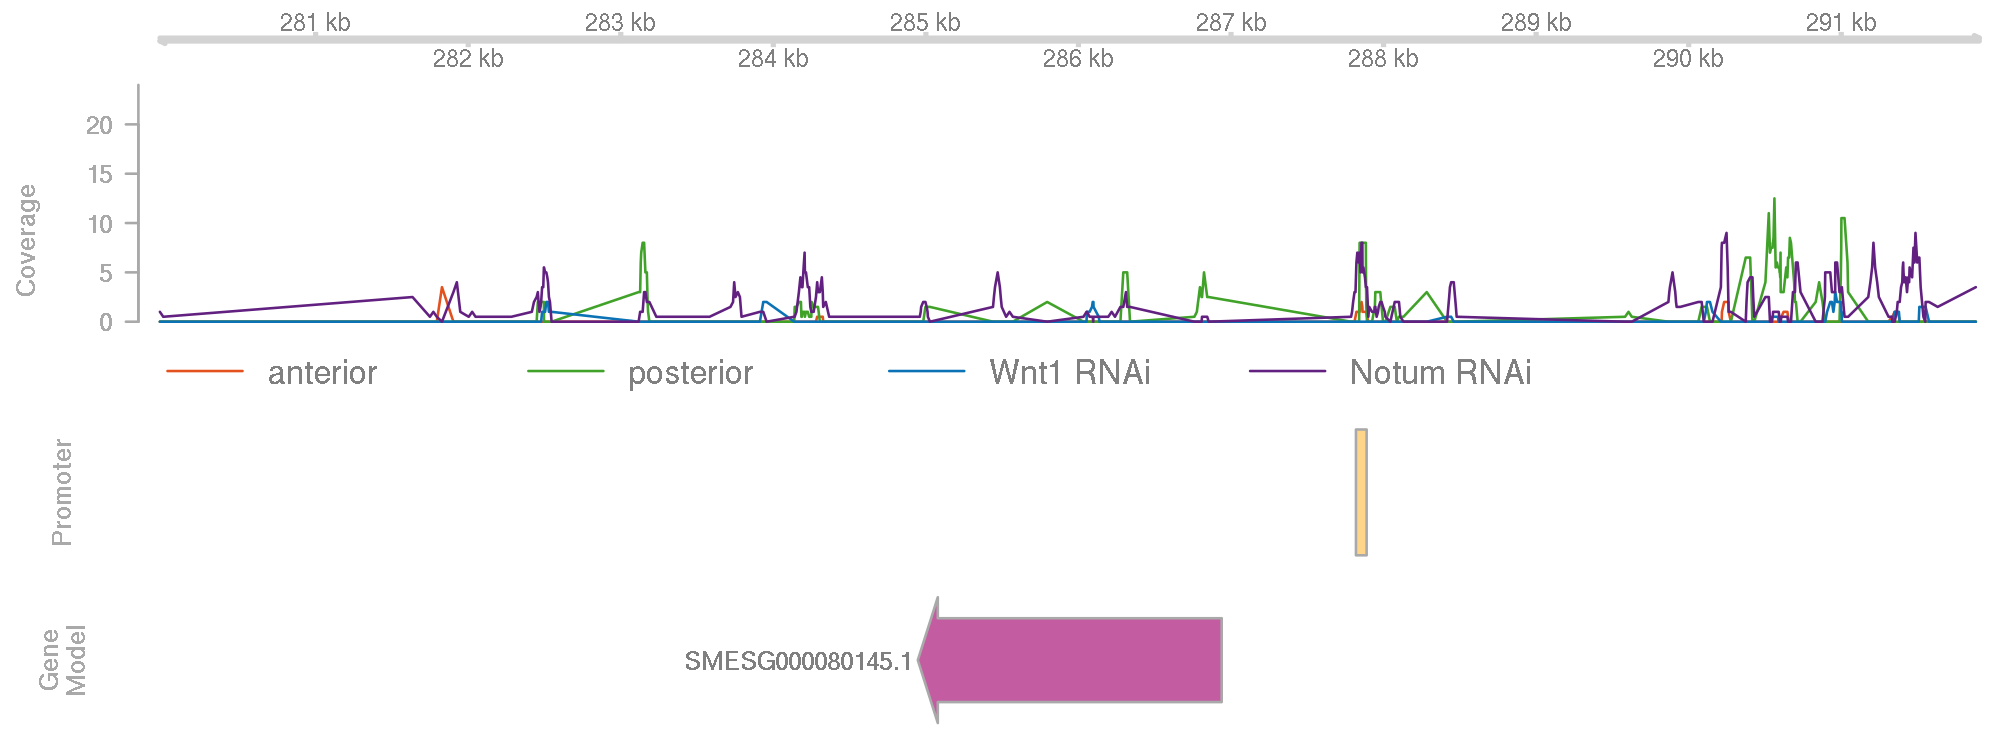 281 kb 283 kb 285 kb 287 kb 289 kb 291 kb
282 kb 284 kb 286 kb 288 kb 290 kb
Coverage
20
15
10
5
0
anterior posterior Wnt1 RNAi Notum RNAi
Promoter
Gene
Model
SMESG000080145.1